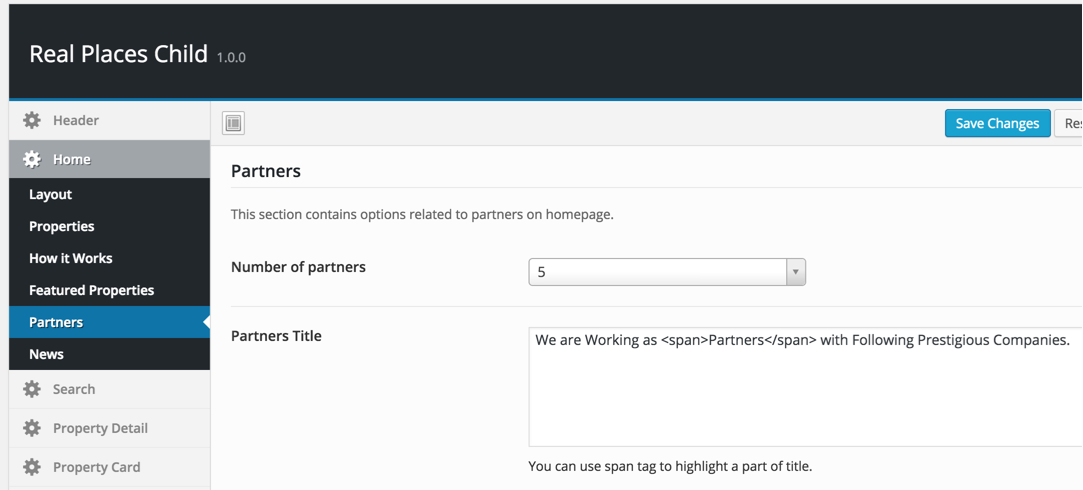 Real Places Child 1.0.0
Header
Home
Layout
Properties
How it Works
Featured Properties
Partners
News
Search
Property Detail
Property Card
Save Changes
Res
Partners
This section contains options related to partners on homepage.
Number of partners
5
Partners Title
We are Working as <span>Partners</span> with Following Prestigious Companies.
You can use span tag to highlight a part of title.